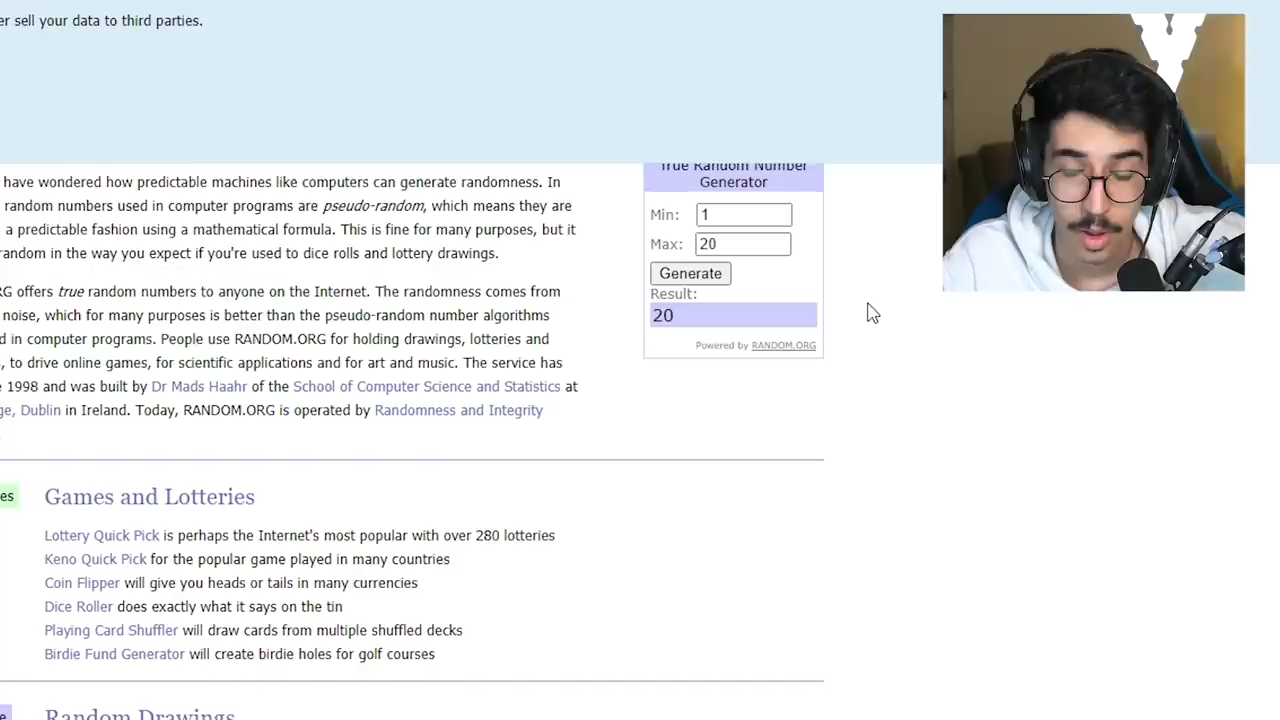 er sell your data to third parties.
have wondered how predictable machines like computers can generate randomness. In
random numbers used in computer programs are pseudo-random, which means they are
a predictable fashion using a mathematical formula. This is fine for many purposes, but it
random in the way you expect if you're used to dice rolls and lottery drawings.
RG offers true random numbers to anyone on the Internet. The randomness comes from
noise, which for many purposes is better than the pseudo-random number algorithms
d in computer programs. People use RANDOM.ORG for holding drawings, lotteries and
, to drive online games, for scientific applications and for art and music. The service has
e 1998 and was built by Dr Mads Haahr of the School of Computer Science and Statistics at
ge, Dublin in Ireland. Today, RANDOM.ORG is operated by Randomness and Integrity
True Random Number
Generator
Min: 1
Max: 20
Generate
Result:
20
Powered by RANDOM.ORG
es
Games and Lotteries
Lottery Quick Pick is perhaps the Internet's most popular with over 280 lotteries
Keno Quick Pick for the popular game played in many countries
Coin Flipper will give you heads or tails in many currencies
Dice Roller does exactly what it says on the tin
Playing Card Shuffler will draw cards from multiple shuffled decks
Birdie Fund Generator will create birdie holes for golf courses
e
Random Drawings